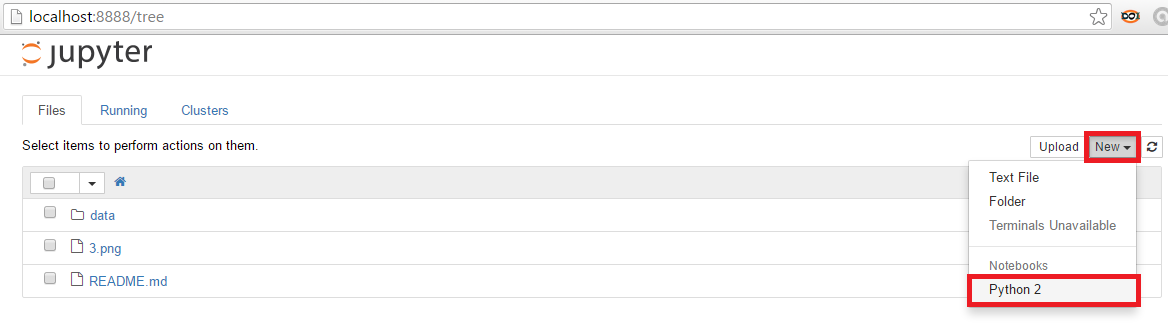 localhost:8888/tree
jupyter
Files Running Clusters
Select items to perform actions on them.
Upload New
Text File
Folder
Terminals Unavailable
Notebooks
Python 2
data
3.png
README.md